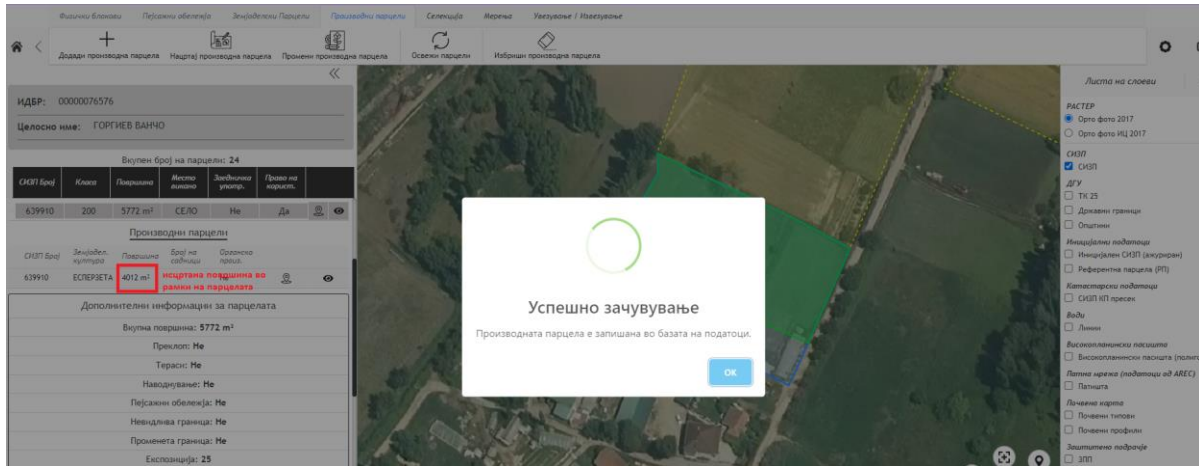 Физички блокови Пејсажни обележја Земјоделски Парцели Производни парцели Селекција Мерења Увезување / Извезување
Додади производна парцела Нацртај производна парцела Промени производна парцела Освежи парцели Избриши производна парцела
ИДБР: 00000076576
Целосно име: ГОРГИЕВ ВАНЧО
Вкупен број на парцели: 24
СИЗП Број Класа Површина Место викано Заедничка употр. Право на корист.
639910 200 5772 m² СЕЛО Не Да
Производни парцели
СИЗП Број Земјодел. култура Површина Број на садници Органско произ.
639910 ЕСПЕРЗЕТА 4012 m² Не
исцртана површина во
рамки на парцелата
Дополнителни информации за парцелата
Вкупна површина: 5772 m²
Преклоп: Не
Тераси: Не
Наводнување: Не
Пејсажни обележја: Не
Невидлива граница: Не
Променета граница: Не
Експозиција: 25
Успешно зачувување
Производната парцела е запишана во базата на податоци.
OK
Листа на слоеви
РАСТЕР
Орто фото 2017
Орто фото ИЦ 2017
СИЗП
СИЗП
ДГУ
ТК 25
Државни граници
Општини
Иницијални податоци
Иницијален СИЗП (ажуриран)
Референтна парцела (РП)
Катастарски податоци
СИЗП КП пресек
Води
Линии
Високопланински пасишта
Високопланински пасишта (полиго
Патна мрежа (податоци од AREC)
Патишта
Почвена карта
Почвени типови
Почвени профили
Заштитено подрачје
ЗПП